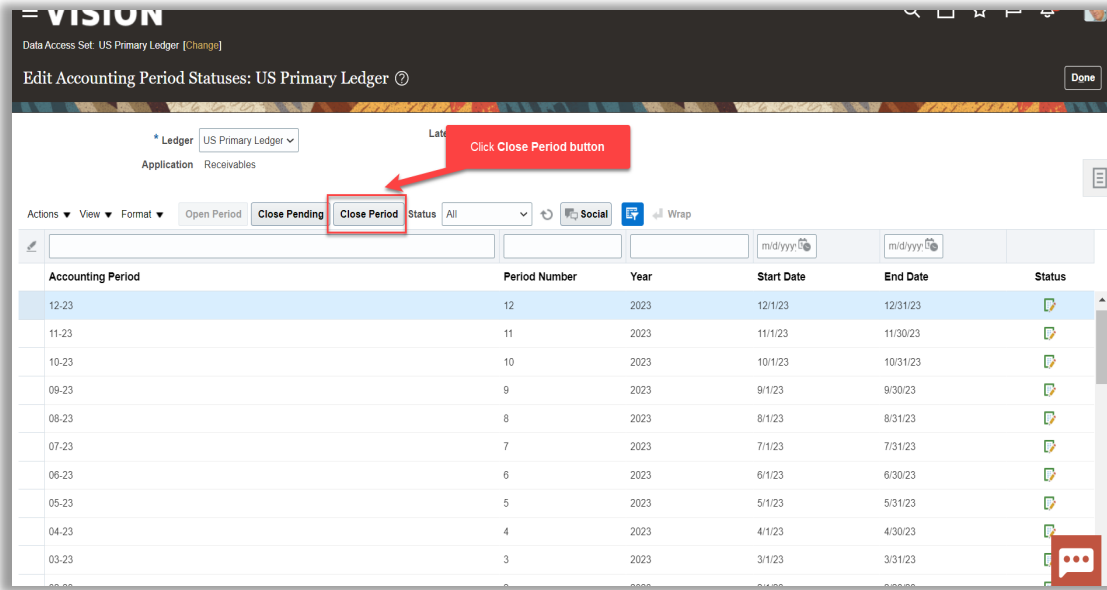 VISION
Data Access Set: US Primary Ledger [Change]
Edit Accounting Period Statuses: US Primary Ledger
Done
* Ledger US Primary Ledger
Late
Click Close Period button
Application Receivables
Actions View Format Open Period Close Pending Close Period Status All Social Wrap
m/d/yyy m/d/yyy
Accounting Period Period Number Year Start Date End Date Status
12-23 12 2023 12/1/23 12/31/23
11-23 11 2023 11/1/23 11/30/23
10-23 10 2023 10/1/23 10/31/23
09-23 9 2023 9/1/23 9/30/23
08-23 8 2023 8/1/23 8/31/23
07-23 7 2023 7/1/23 7/31/23
06-23 6 2023 6/1/23 6/30/23
05-23 5 2023 5/1/23 5/31/23
04-23 4 2023 4/1/23 4/30/23
03-23 3 2023 3/1/23 3/31/23